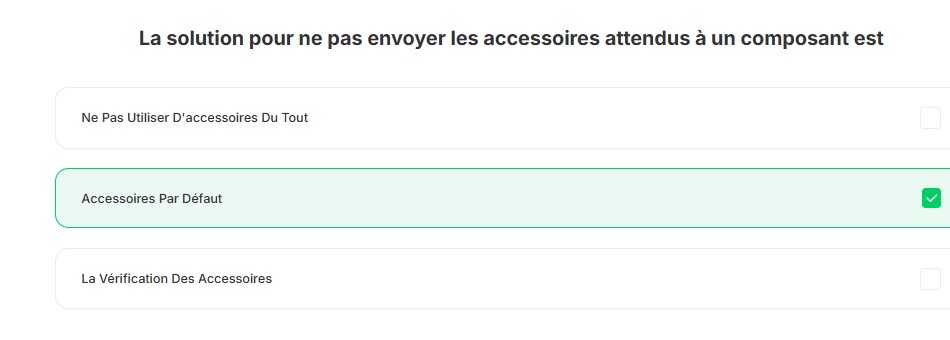 La solution pour ne pas envoyer les accessoires attendus à un composant est
Ne Pas Utiliser D'accessoires Du Tout
Accessoires Par Défaut
La Vérification Des Accessoires